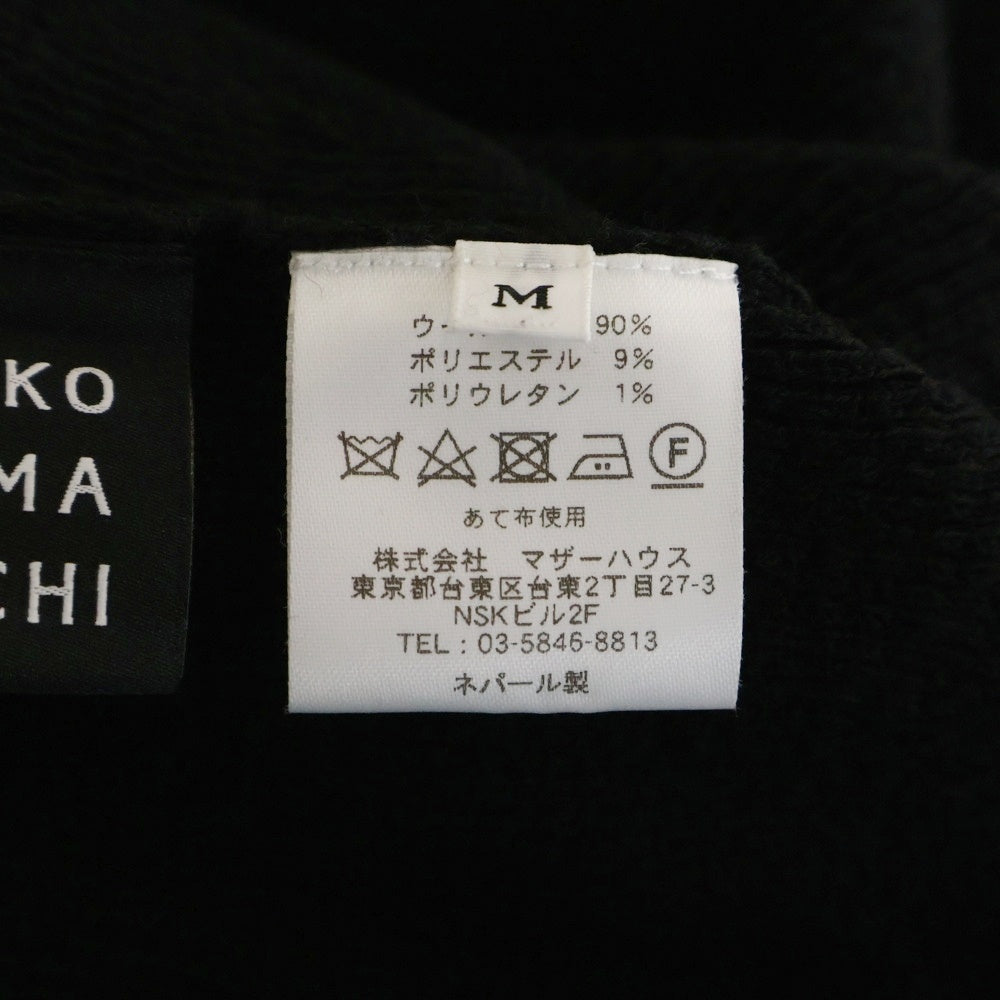 KO
MA
CHI
M
ウー 90%
ポリエステル 9%
ポリウレタン 1%
F
あて布使用
株式会社 マザーハウス
東京都台東区台東2丁目27-3
NSKビル2F
TEL : 03-5846-8813
ネパール製